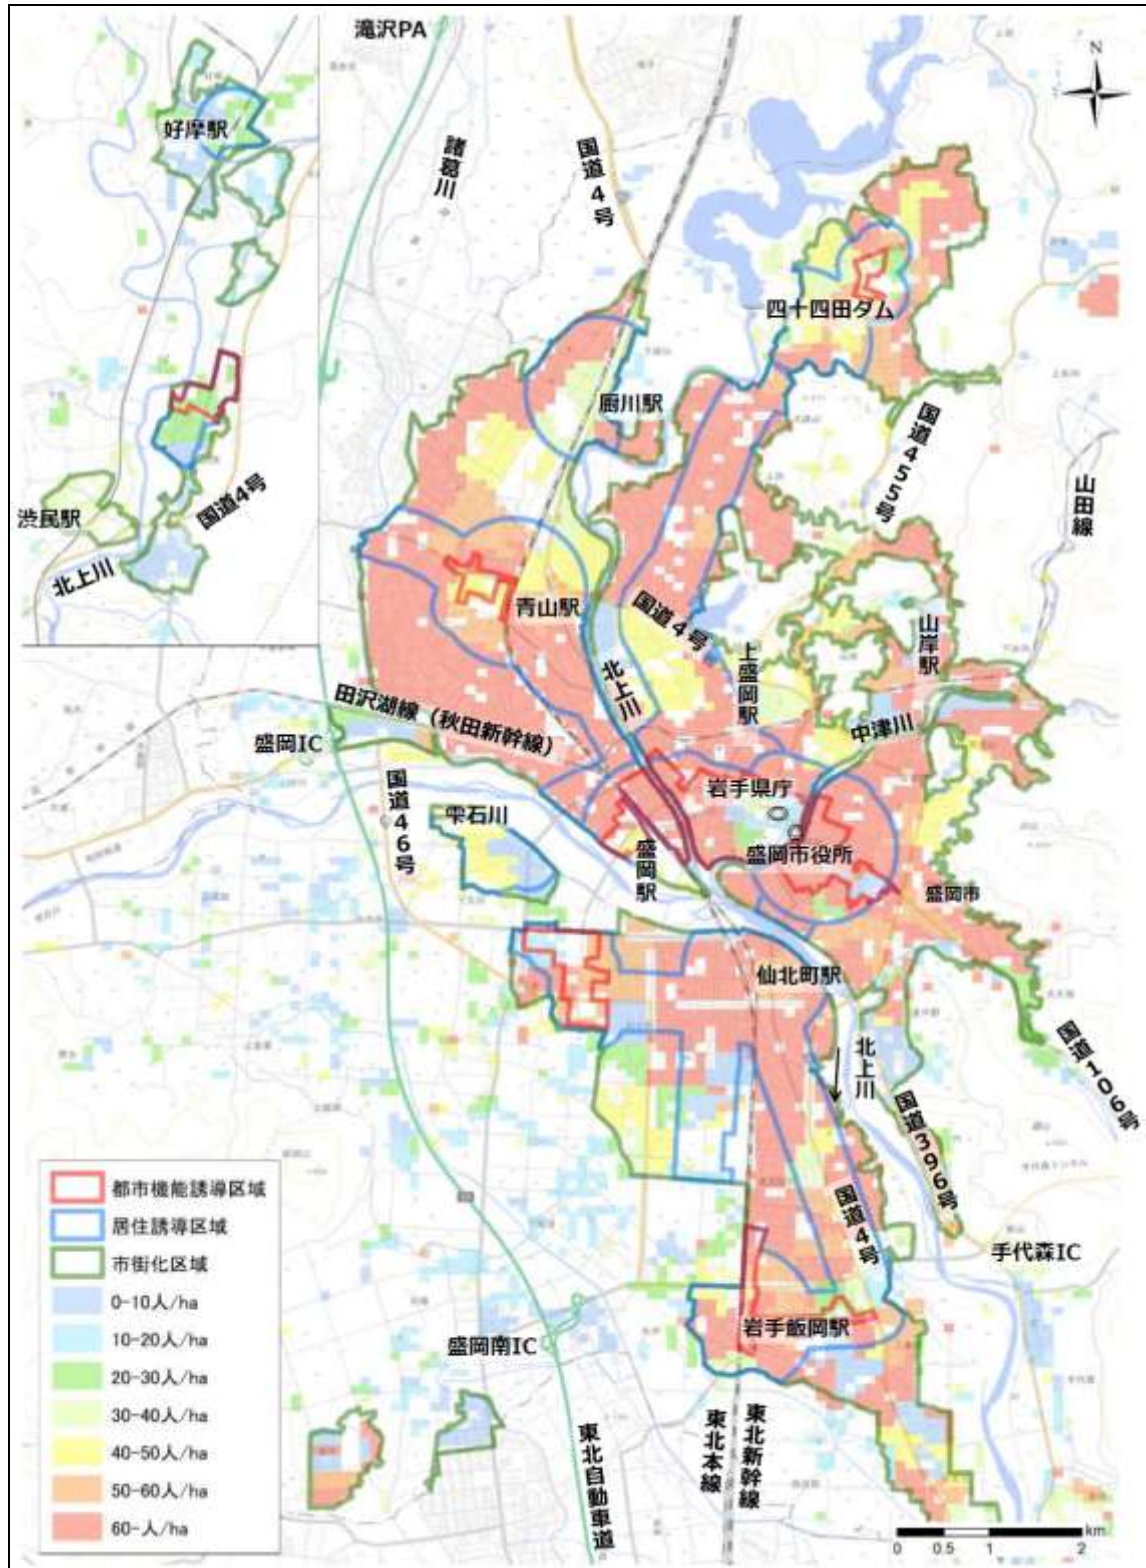 滝沢PA
N
諸葛川
国道4号
好摩駅
四十四田ダム
厨川駅
国道455号
山田線
国道4号
渋民駅
北上川
青山駅
国道4号
山岸駅
上盛岡駅
北上川
田沢湖線（秋田新幹線）
中津川
盛岡IC
岩手県庁
国道46号
雫石川
盛岡市役所
盛岡駅
盛岡市
仙北町駅
北上川
国道106号
国道396号
国道4号
手代森IC
岩手飯岡駅
盛岡南IC
東北本線
東北新幹線
東北自動車道
都市機能誘導区域
居住誘導区域
市街化区域
0-10人/ha
10-20人/ha
20-30人/ha
30-40人/ha
40-50人/ha
50-60人/ha
60-人/ha
km
0 0.5 1 2